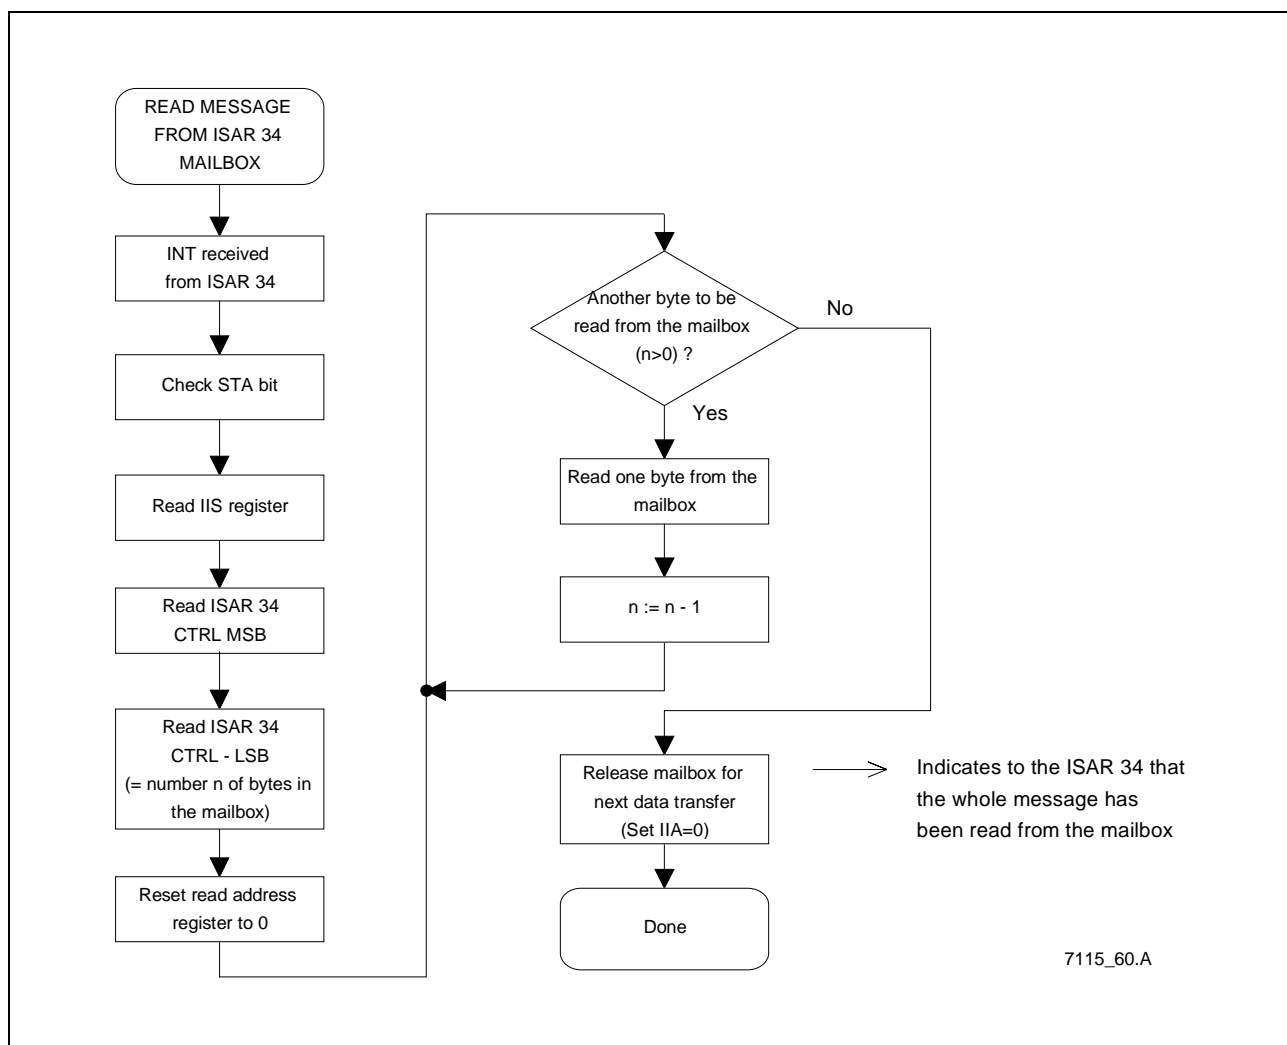 READ MESSAGE
FROM ISAR 34
MAILBOX
INT received
from ISAR 34
Check STA bit
Read IIS register
Read ISAR 34
CTRL MSB
Read ISAR 34
CTRL - LSB
(= number n of bytes in
the mailbox)
Reset read address
register to 0
Another byte to be
read from the mailbox
(n>0) ?
No
Yes
Read one byte from the
mailbox
n := n - 1
Release mailbox for
next data transfer
(Set IIA=0)
Indicates to the ISAR 34 that
the whole message has
been read from the mailbox
Done
7115_60.A